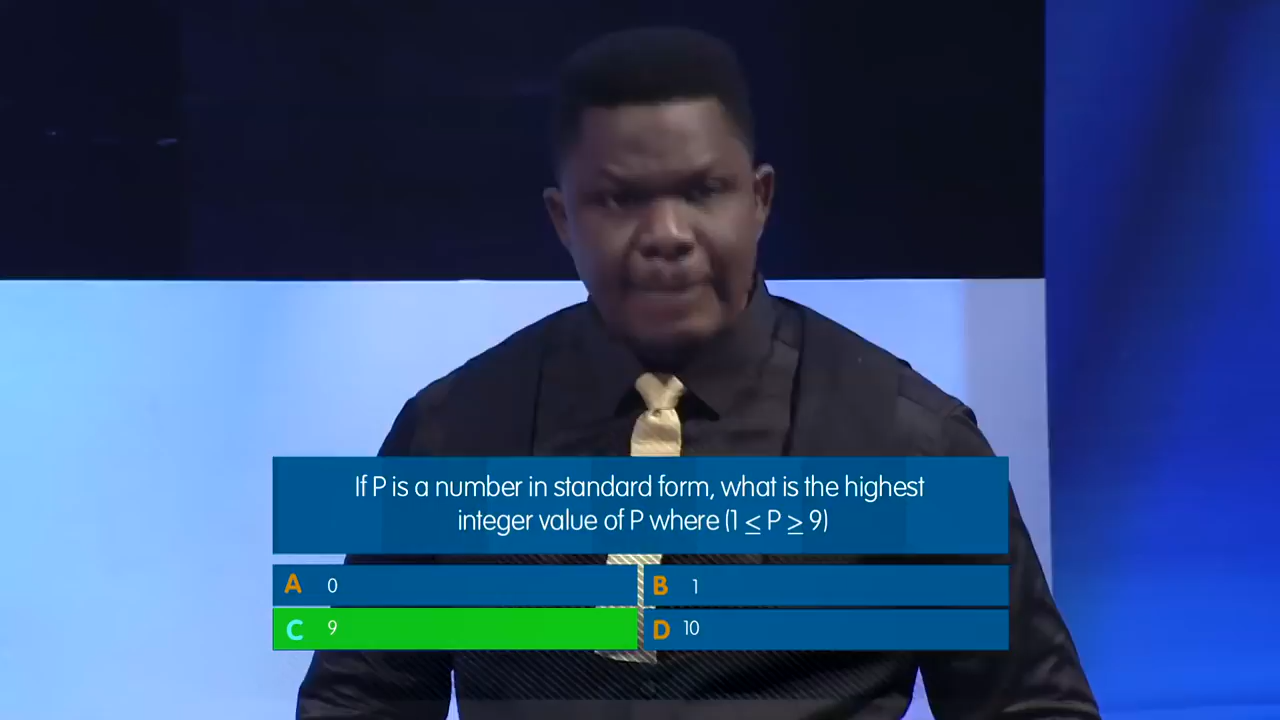 If P is a number in standard form, what is the highest
integer value of P where (1 ≤ P ≥ 9)
A 0
B 1
C 9
D 10